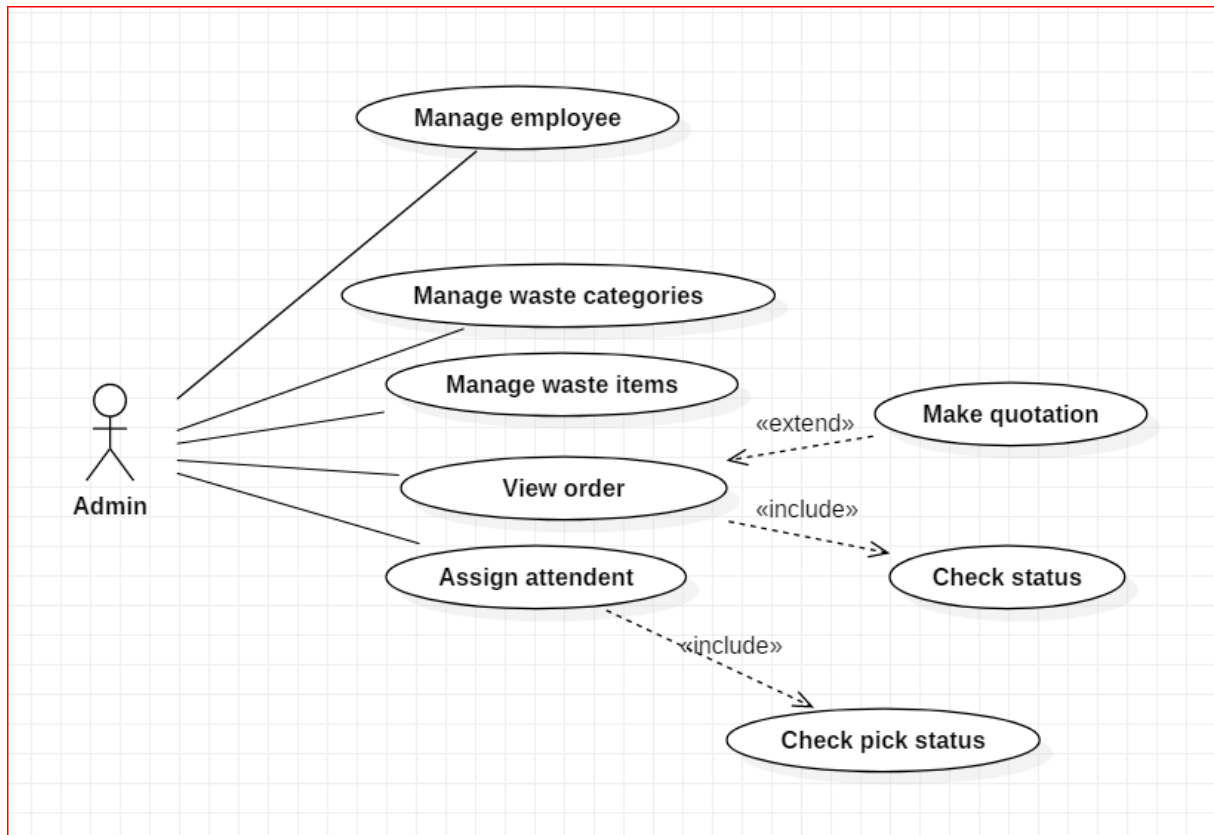 Manage employee
Manage waste categories
Manage waste items
«extend»
Make quotation
View order
«include»
Admin
Assign attendent
Check status
«include»
Check pick status